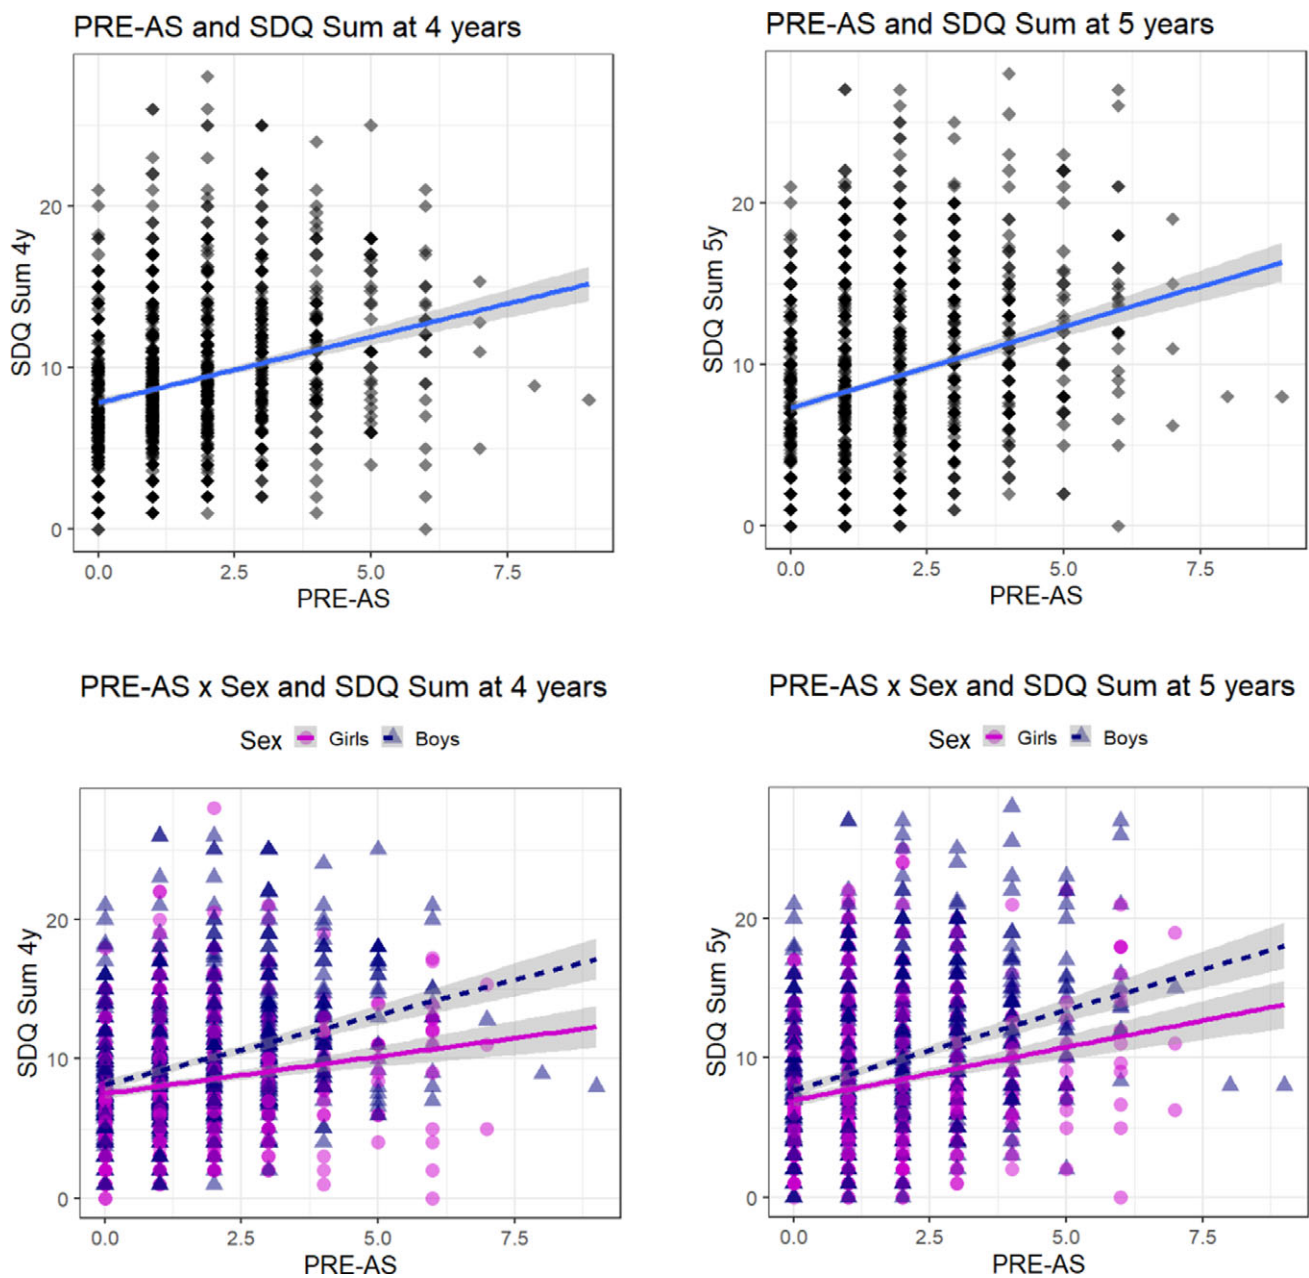 PRE-AS and SDQ Sum at 4 years
SDQ Sum 4y
20
10
0
0.0 2.5 5.0 7.5
PRE-AS
PRE-AS and SDQ Sum at 5 years
SDQ Sum 5y
20
10
0
0.0 2.5 5.0 7.5
PRE-AS
PRE-AS x Sex and SDQ Sum at 4 years
Sex Girls Boys
SDQ Sum 4y
20
10
0
0.0 2.5 5.0 7.5
PRE-AS
PRE-AS x Sex and SDQ Sum at 5 years
Sex Girls Boys
SDQ Sum 5y
20
10
0
0.0 2.5 5.0 7.5
PRE-AS